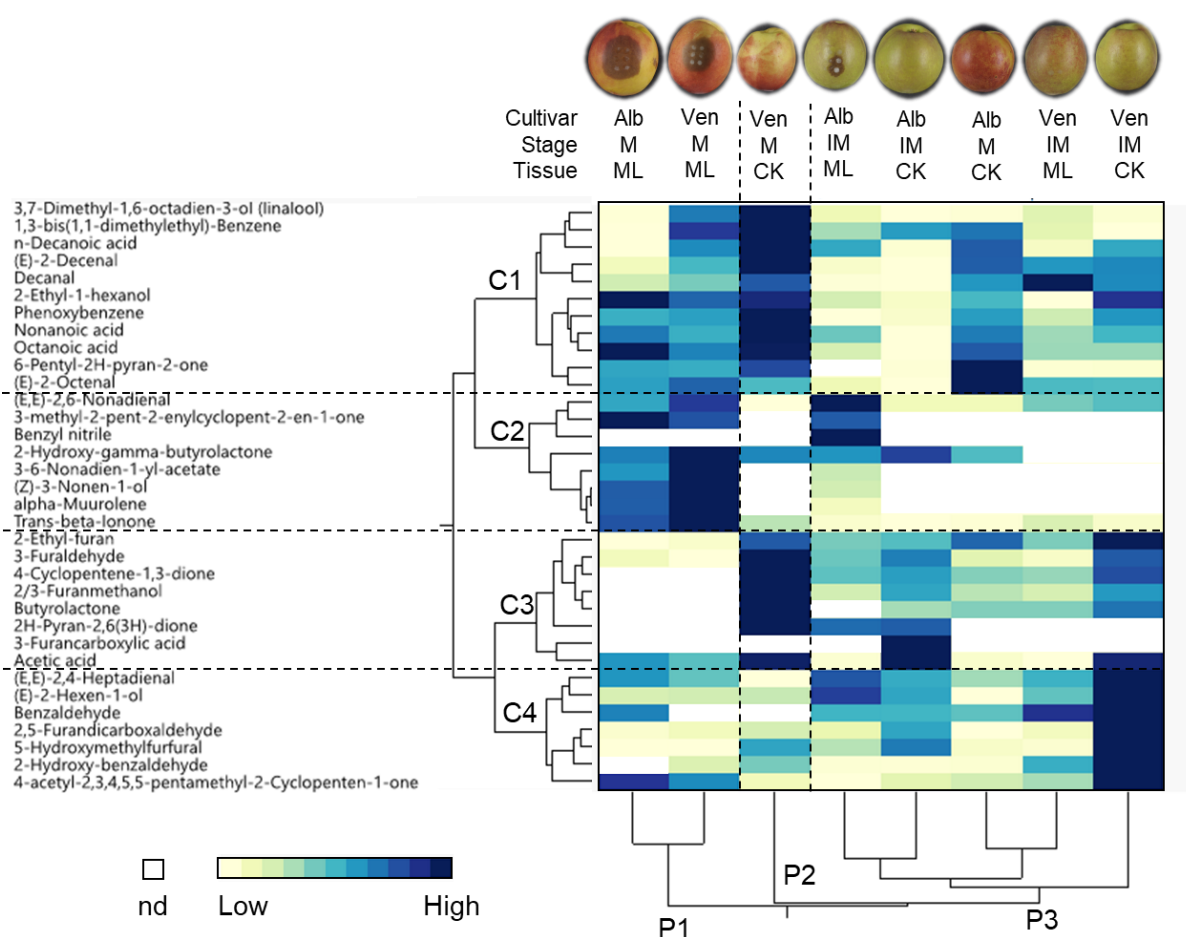 Cultivar Alb Ven Ven Alb Alb Alb Ven Ven
Stage M M M IM IM M IM IM
Tissue ML ML CK ML CK CK ML CK
3,7-Dimethyl-1,6-octadien-3-ol (linalool)
1,3-bis(1,1-dimethylethyl)-Benzene
n-Decanoic acid
(E)-2-Decenal
Decanal
2-Ethyl-1-hexanol
Phenoxybenzene
Nonanoic acid
Octanoic acid
6-Pentyl-2H-pyran-2-one
(E)-2-Octenal
C1
(E,E)-2,6-Nonadienal
3-methyl-2-pent-2-enylcyclopent-2-en-1-one
Benzyl nitrile
2-Hydroxy-gamma-butyrolactone
3-6-Nonadien-1-yl-acetate
(Z)-3-Nonen-1-ol
alpha-Muurolene
Trans-beta-Ionone
C2
2-Ethyl-furan
3-Furaldehyde
4-Cyclopentene-1,3-dione
2/3-Furanmethanol
Butyrolactone
2H-Pyran-2,6(3H)-dione
3-Furancarboxylic acid
Acetic acid
C3
(E,E)-2,4-Heptadienal
(E)-2-Hexen-1-ol
Benzaldehyde
2,5-Furandicarboxaldehyde
5-Hydroxymethylfurfural
2-Hydroxy-benzaldehyde
4-acetyl-2,3,4,5,5-pentamethyl-2-Cyclopenten-1-one
C4
nd Low High
P1 P2 P3